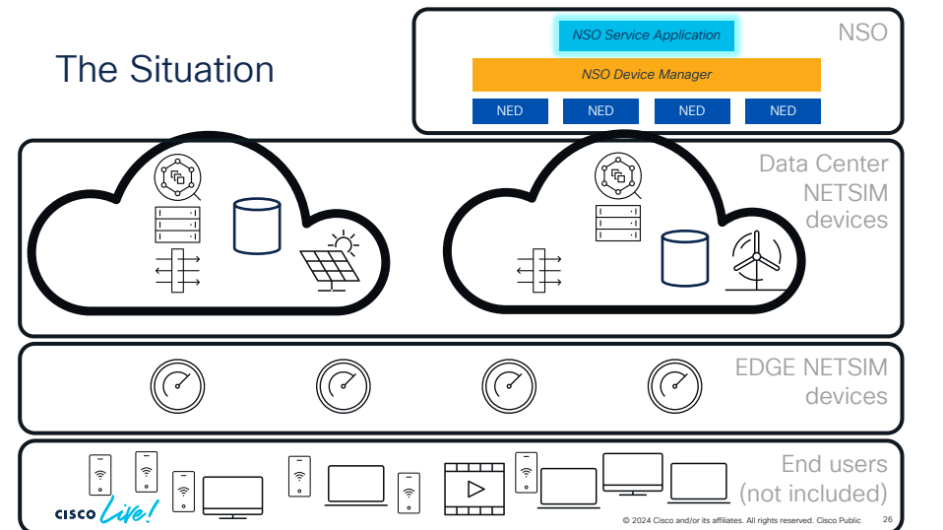 The Situation
NSO
NSO Service Application
NSO Device Manager
NED NED NED NED
Data Center
NETSIM
devices
EDGE NETSIM
devices
End users
(not included)
CISCO Live!
© 2024 Cisco and/or its affiliates. All rights reserved. Cisco Public 26